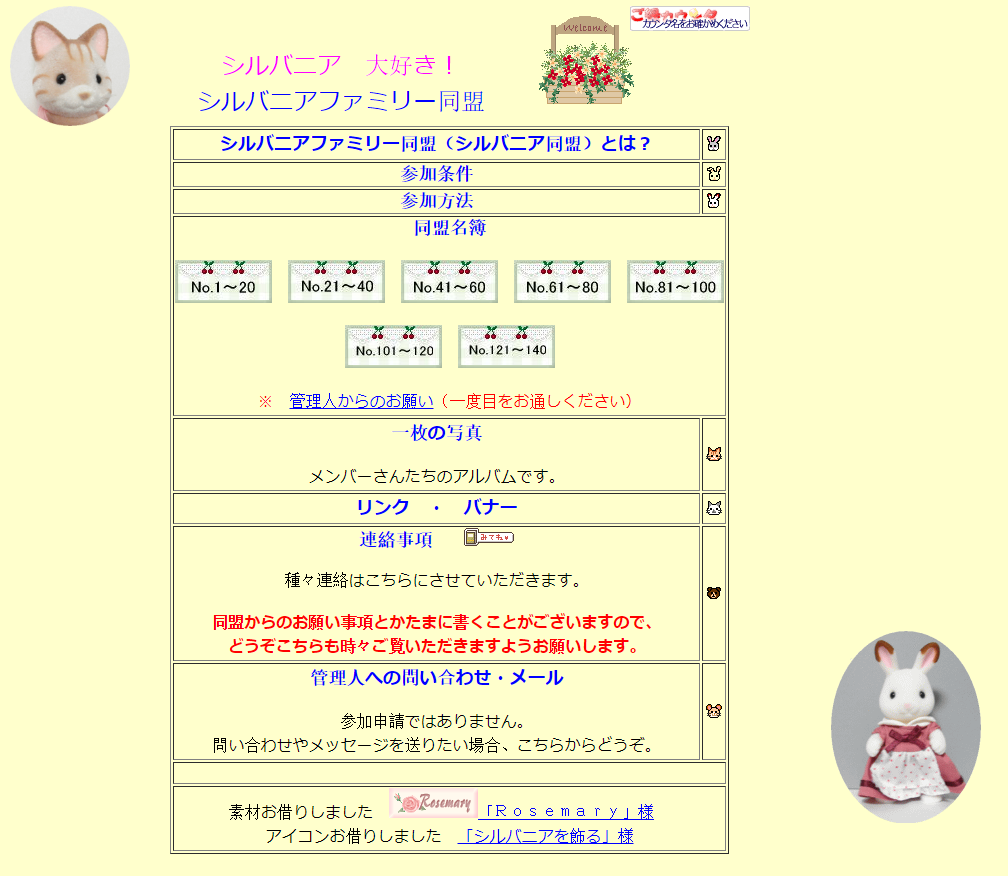 ご覧カウンタ
カウンタ名をお確かめください
Welcome
シルバニア　大好き！
シルバニアファミリー同盟
シルバニアファミリー同盟（シルバニア同盟）とは？
参加条件
参加方法
同盟名簿
No.1～20
No.21～40
No.41～60
No.61～80
No.81～100
No.101～120
No.121～140
※　管理人からのお願い（一度目をお通しください）
一枚の写真
メンバーさんたちのアルバムです。
リンク　・　バナー
連絡事項　みてね♥
種々連絡はこちらにさせていただきます。
同盟からのお願い事項とかたまに書くことがございますので、
どうぞこちらも時々ご覧いただきますようお願いします。
管理人への問い合わせ・メール
参加申請ではありません。
問い合わせやメッセージを送りたい場合、こちらからどうぞ。
素材お借りしました　Rosemary「Ｒｏｓｅｍａｒｙ」様
アイコンお借りしました　「シルバニアを飾る」様